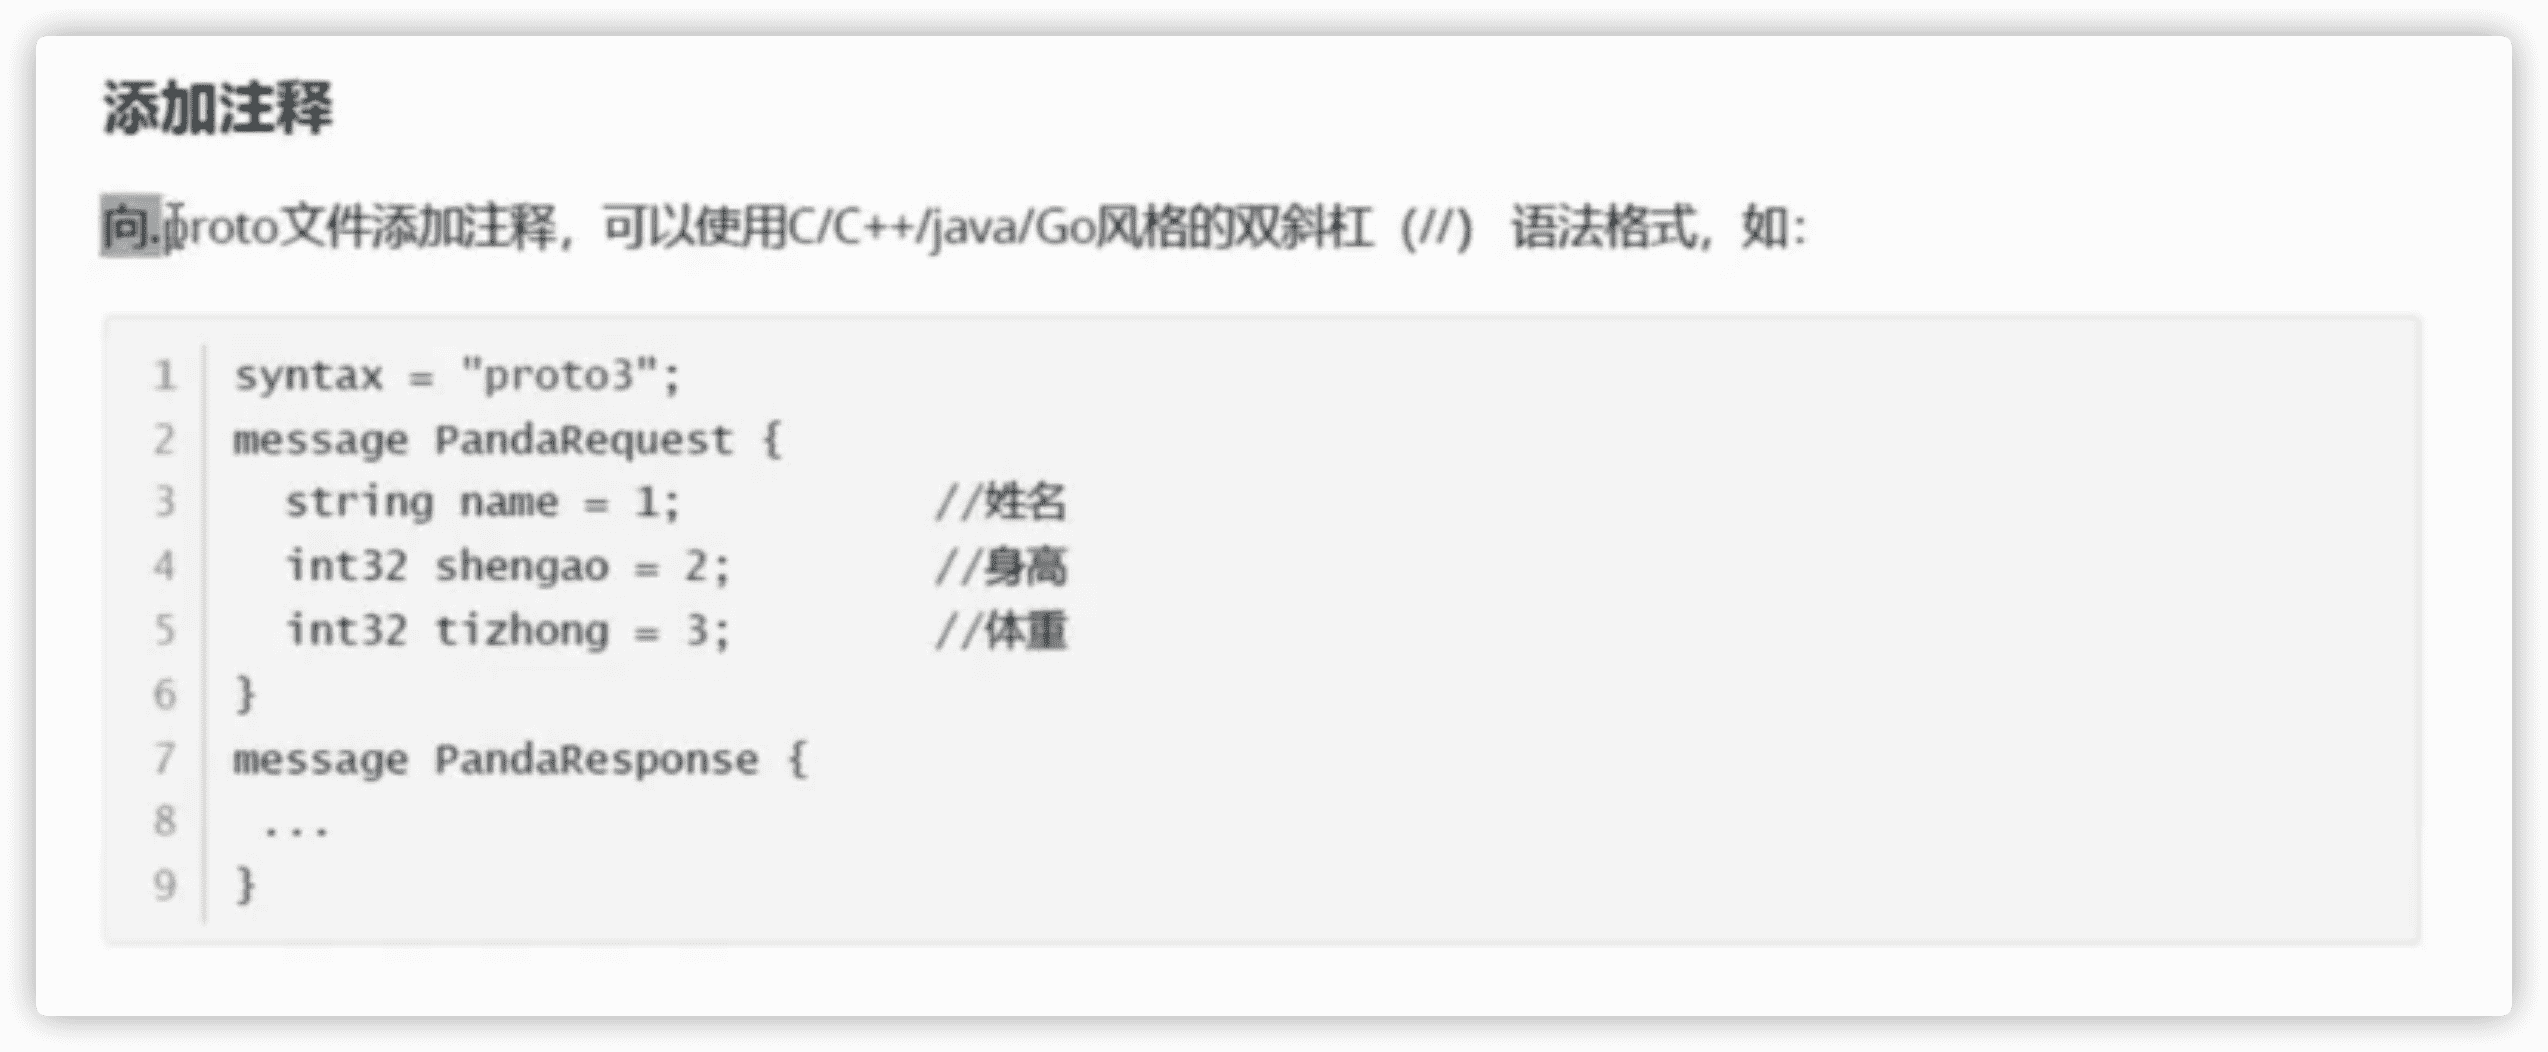 添加注释
向.proto文件添加注释，可以使用C/C++/java/Go风格的双斜杠（//） 语法格式，如：
1 syntax = "proto3";
2 message PandaRequest {
3   string name = 1;          //姓名
4   int32 shengao = 2;        //身高
5   int32 tizhong = 3;        //体重
6 }
7 message PandaResponse {
8  ...
9 }